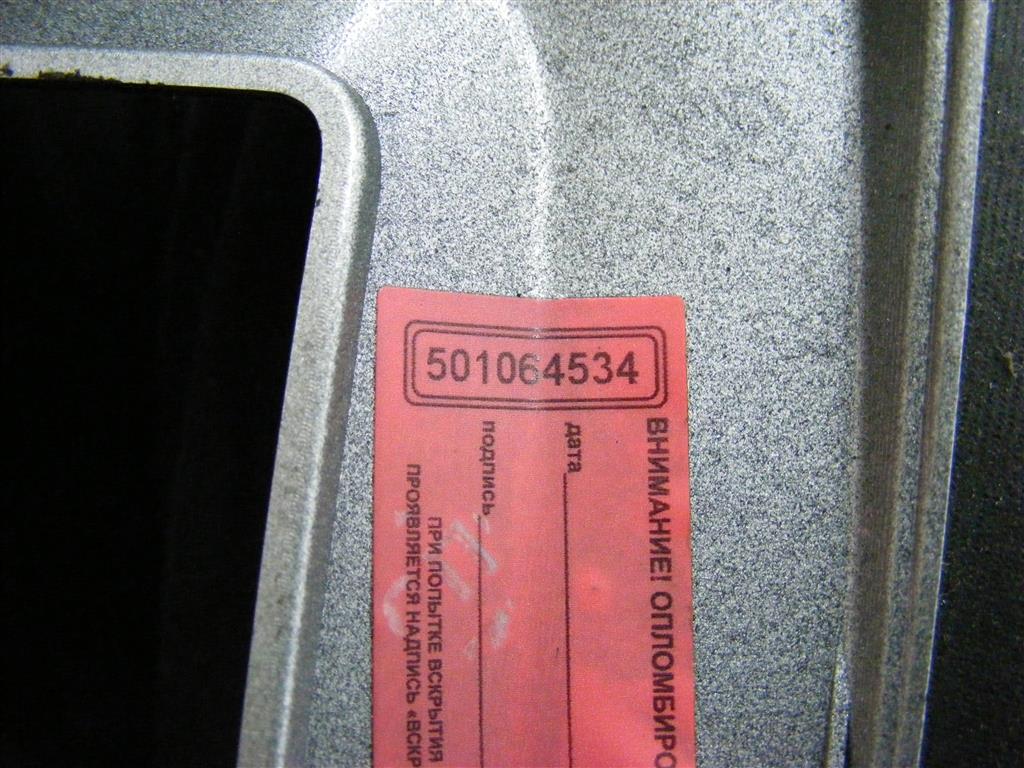 501064534
ВНИМАНИЕ! ОПЛОМБИРО
дата
подпись
ПРИ ПОПЫТКЕ ВСКРЫТИЯ
ПРОЯВЛЯЕТСЯ НАДПИСЬ «ВСКР